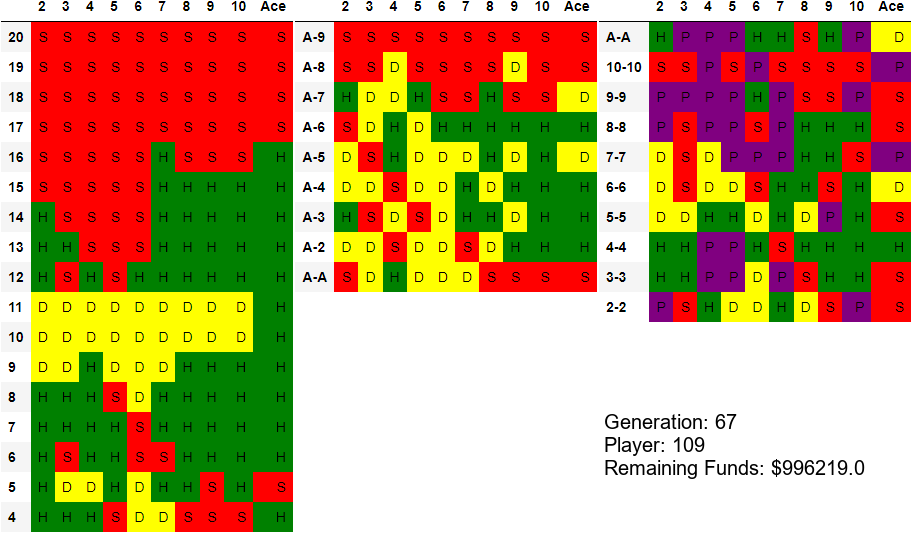 2 3 4 5 6 7 8 9 10 Ace
20 S S S S S S S S S S
19 S S S S S S S S S S
18 S S S S S S S S S S
17 S S S S S S S S S S
16 S S S S S H S S S H
15 S S S S S H H H H H
14 H S S S S H H H H H
13 H H S S S H H H H H
12 H S H S H H H H H H
11 D D D D D D D D D H
10 D D D D D D D D D H
9 D D H D D D H H H H
8 H H H S D H H H H H
7 H H H H S H H H H H
6 H S H H S S H H H H
5 H D D H D H H S H S
4 H H H S D D S S S H
2 3 4 5 6 7 8 9 10 Ace
A-9 S S S S S S S S S S
A-8 S S D S S S S D S S
A-7 H D D H S S H S S D
A-6 S D H D H H H H H H
A-5 D S H D D D H D H D
A-4 D D S D D H D H H H
A-3 H S D S D H H D H H
A-2 D D S D D S D H H H
A-A S D H D D D S S S S
2 3 4 5 6 7 8 9 10 Ace
A-A H P P P H H S H P D
10-10 S S P S P S S S S P
9-9 P P P P H P S S P S
8-8 P S P P S P H H H S
7-7 D S D P P P H H S P
6-6 D S D D S H H S H D
5-5 D D H H D H D P H S
4-4 H H P P H S H H H H
3-3 H H P P D P S H H S
2-2 P S H D D H D S P S
Generation: 67
Player: 109
Remaining Funds: $996219.0